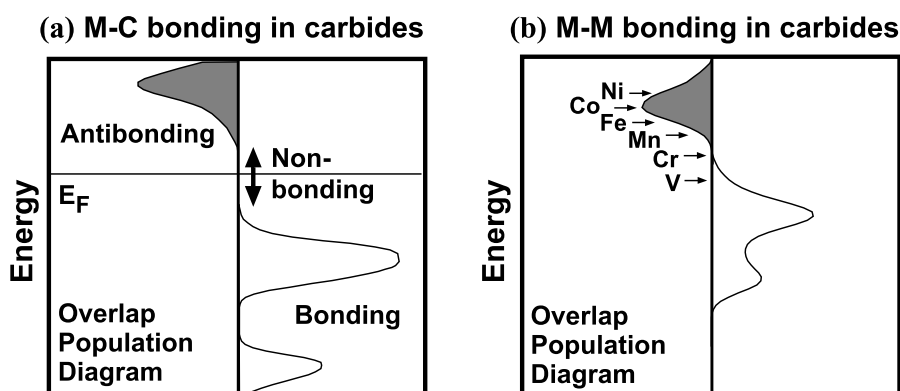 (a) M-C bonding in carbides
Antibonding
Non-
bonding
E_F
Energy
Overlap
Population
Diagram
Bonding
(b) M-M bonding in carbides
Ni
Co
Fe
Mn
Cr
V
Energy
Overlap
Population
Diagram